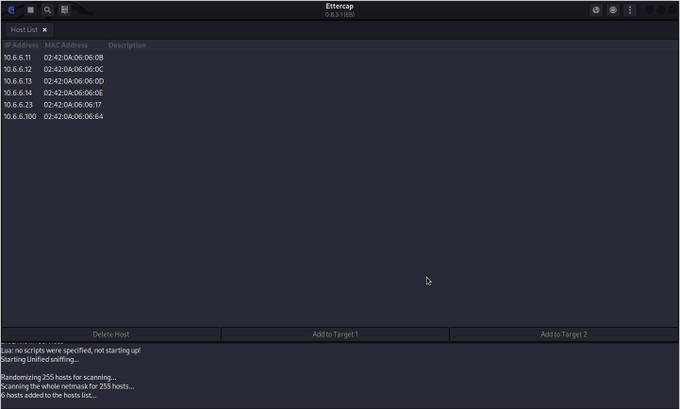 Ettercap
0.8.3.1 (EB)
Host List ×
IP Address MAC Address Description
10.6.6.11 02:42:0A:06:06:0B
10.6.6.12 02:42:0A:06:06:0C
10.6.6.13 02:42:0A:06:06:0D
10.6.6.14 02:42:0A:06:06:0E
10.6.6.23 02:42:0A:06:06:17
10.6.6.100 02:42:0A:06:06:64
Delete Host Add to Target 1 Add to Target 2
Lua: no scripts were specified, not starting up!
Starting Unified sniffing...
Randomizing 255 hosts for scanning...
Scanning the whole netmask for 255 hosts...
6 hosts added to the hosts list...